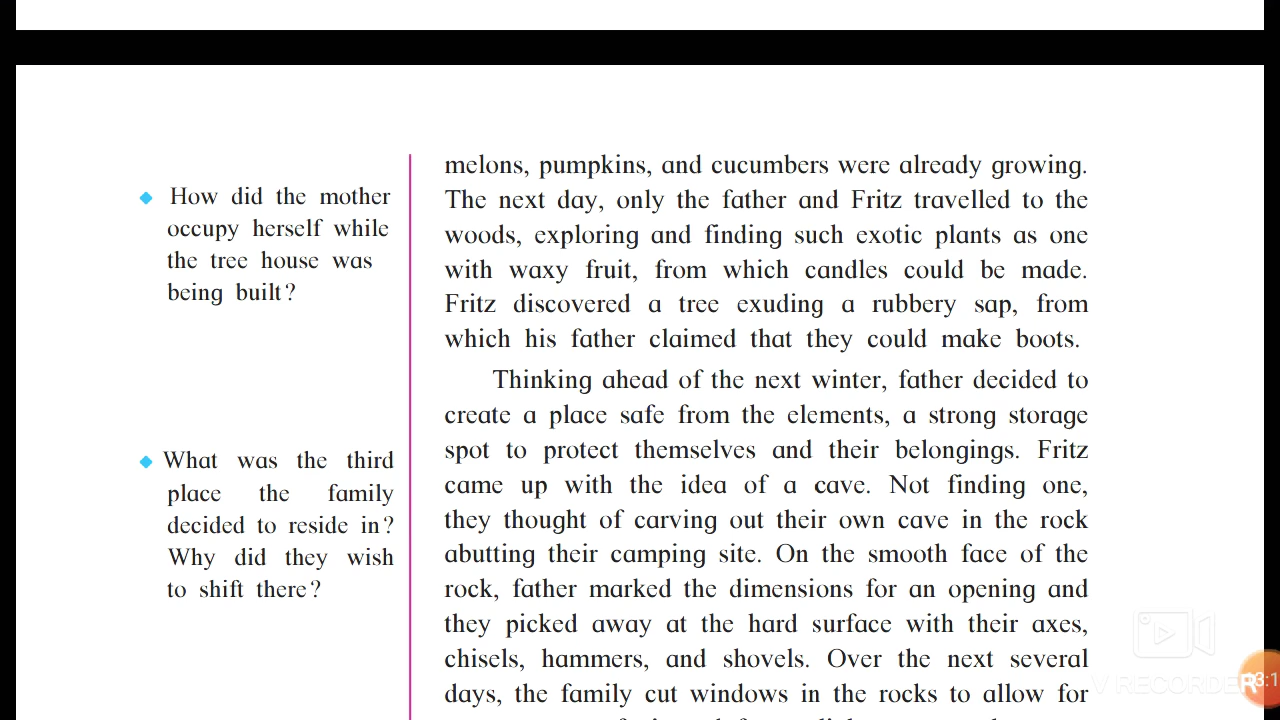 How did the mother
occupy herself while
the tree house was
being built?
What was the third
place the family
decided to reside in?
Why did they wish
to shift there?
melons, pumpkins, and cucumbers were already growing.
The next day, only the father and Fritz travelled to the
woods, exploring and finding such exotic plants as one
with waxy fruit, from which candles could be made.
Fritz discovered a tree exuding a rubbery sap, from
which his father claimed that they could make boots.
Thinking ahead of the next winter, father decided to
create a place safe from the elements, a strong storage
spot to protect themselves and their belongings. Fritz
came up with the idea of a cave. Not finding one,
they thought of carving out their own cave in the rock
abutting their camping site. On the smooth face of the
rock, father marked the dimensions for an opening and
they picked away at the hard surface with their axes,
chisels, hammers, and shovels. Over the next several
days, the family cut windows in the rocks to allow for
V RECORDER